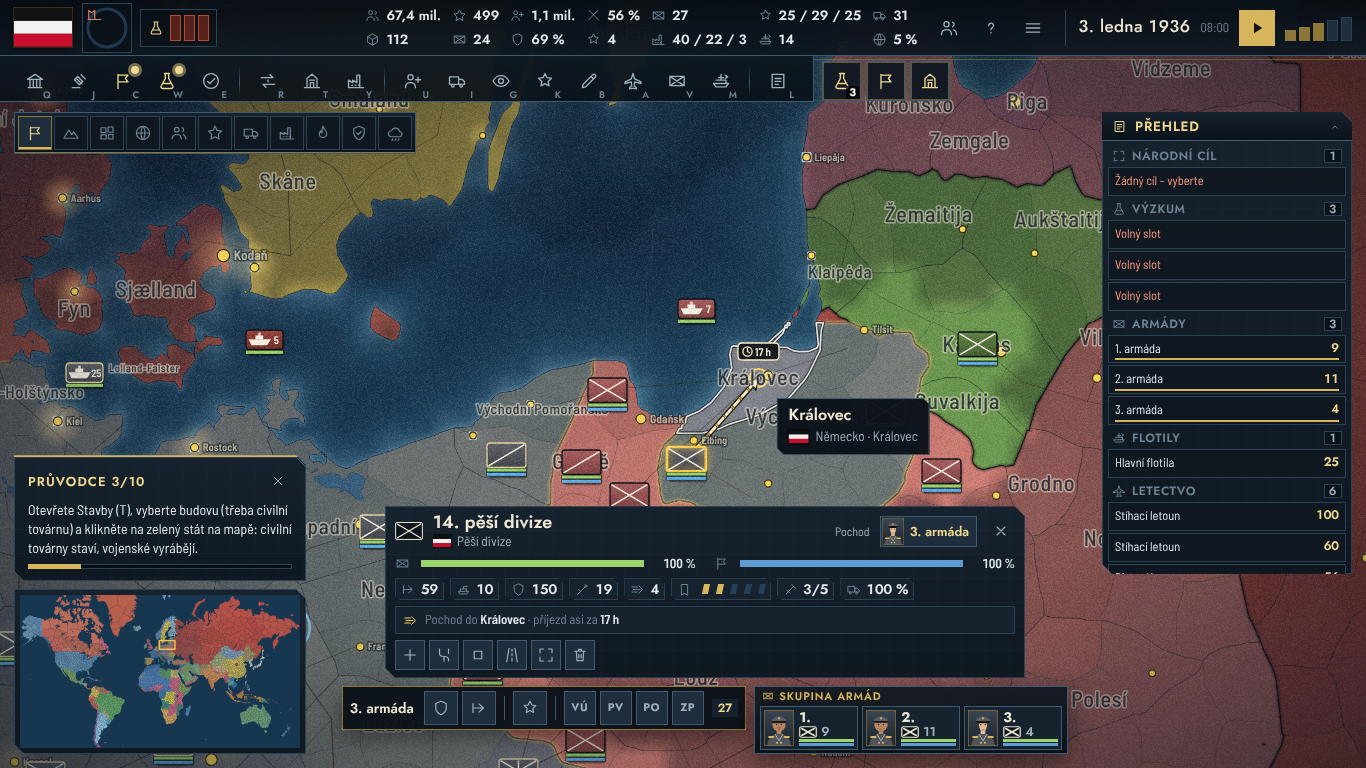 67,4 mil. 499 1,1 mil. 56 % 27 25 / 29 / 25 31
112 24 69 % 4 40 / 22 / 3 14 5 %
?
3. ledna 1936 08:00
Q J C W E R T Y U I G K B A V M L
3
Vidzeme
Kuronsko
Riga
Zemgale
Liepāja
Skåne
Aarhus
Žemaitija
Aukštaitij
Kodaň
Klaipėda
Sjælland
Fyn
7
Tilsit
5
17 h
25
Lolland-Falster
-Holštýnsko
Královec
Východní Pomořansko
Suvalkija
Gdaňsk
Výc
Kiel
Elbing
Rostock
Grodno
Polesí
PŘEHLED
NÁRODNÍ CÍL 1
Žádný cíl – vyberte
VÝZKUM 3
Volný slot
Volný slot
Volný slot
ARMÁDY 3
1. armáda 9
2. armáda 11
3. armáda 4
FLOTILY 1
Hlavní flotila 25
LETECTVO 6
Stíhací letoun 100
Stíhací letoun 60
Královec
Německo · Královec
PRŮVODCE 3/10
Otevřete Stavby (T), vyberte budovu (třeba civilní
továrnu) a klikněte na zelený stát na mapě: civilní
továrny staví, vojenské vyrábějí.
14. pěší divize
Pěší divize
Pochod
3. armáda
100 % 100 %
59 10 150 19 4 3/5 100 %
Pochod do Královec · příjezd asi za 17 h
3. armáda VÚ PV PO ZP 27
SKUPINA ARMÁD
1. 9
2. 11
3. 4